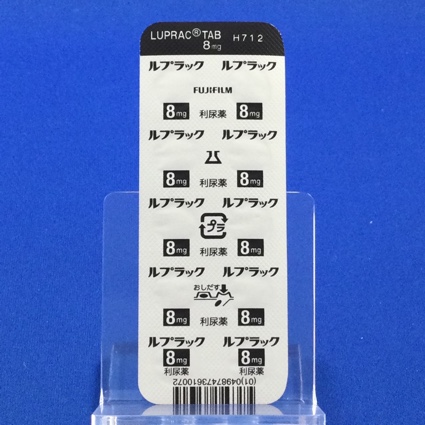 LUPRAC® TAB
8mg H712
ルプラック ルプラック
FUJIFILM
8mg 利尿薬 8mg
ルプラック ルプラック
8mg 8mg
ルプラック ルプラック
プラ
8mg 利尿薬 8mg
ルプラック ルプラック
おしだす
8mg 利尿薬 8mg
ルプラック ルプラック
8mg 8mg
利尿薬 利尿薬
(01)04987473610072